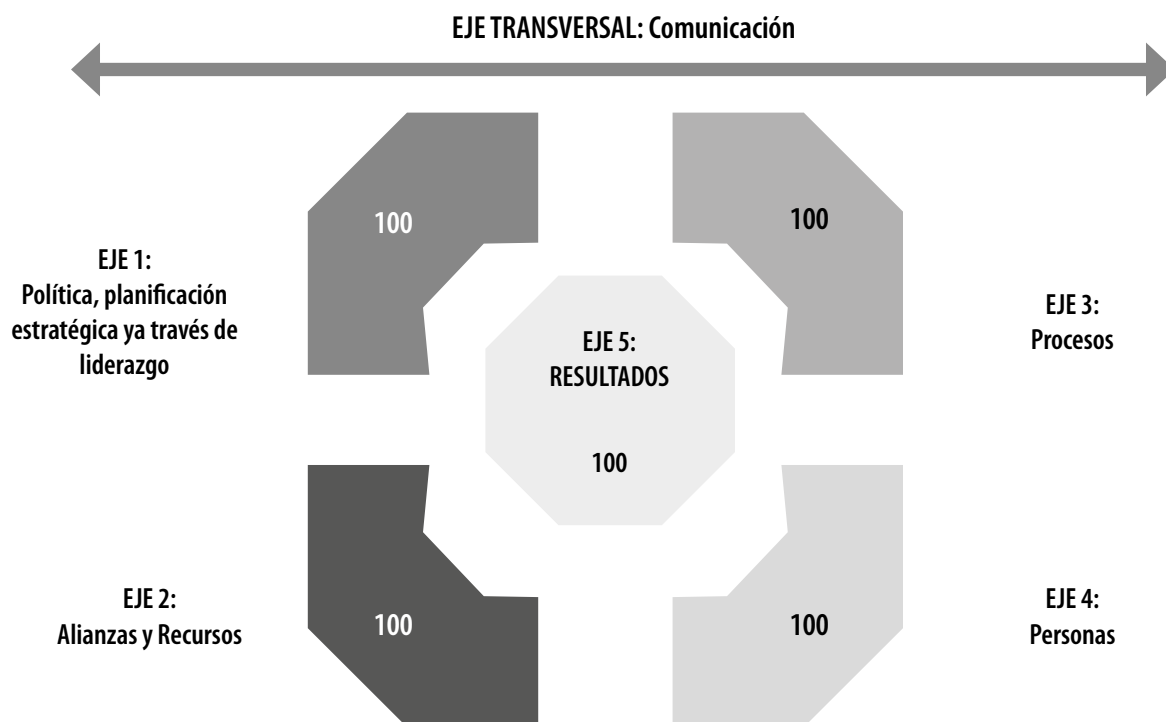 EJE TRANSVERSAL: Comunicación
100
100
EJE 1:
Política, planificación
estratégica ya través de
liderazgo
EJE 3:
Procesos
EJE 5:
RESULTADOS
100
EJE 2:
Alianzas y Recursos
100
100
EJE 4:
Personas